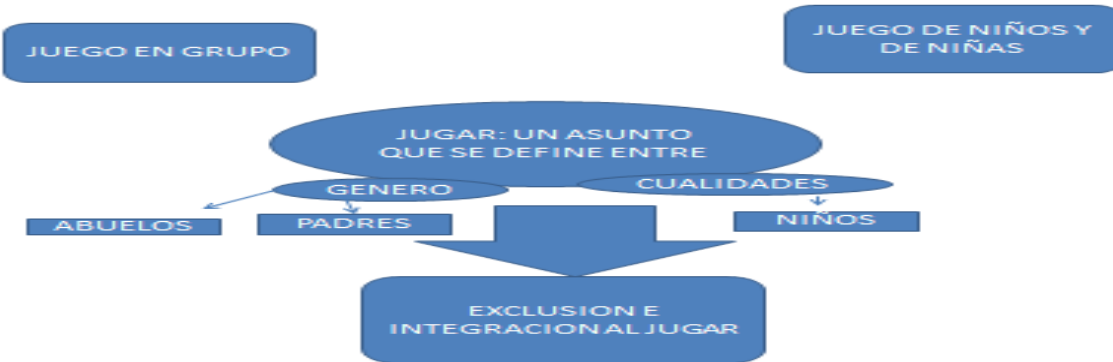 JUEGO EN GRUPO
JUEGO DE NIÑOS Y
DE NIÑAS
JUGAR: UN ASUNTO
QUE SE DEFINE ENTRE
GENERO
CUALIDADES
ABUELOS
PADRES
NIÑOS
EXCLUSION E
INTEGRACION AL JUGAR